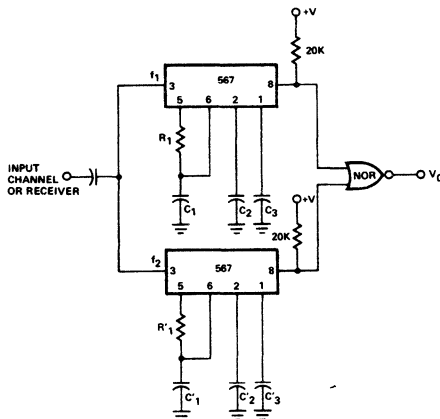 +V
20K
f1
3 567 8
5 6 2 1
R1
INPUT
CHANNEL
OR RECEIVER
C1 C2 C3
NOR
VO
+V
20K
f2
3 567 8
5 6 2 1
R'1
C'1 C'2 C'3